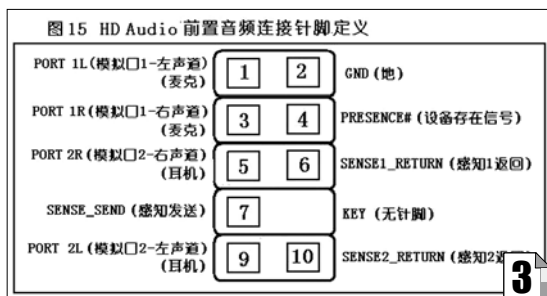 图15 HD Audio 前置音频连接针脚定义
PORT 1L(模拟口1-左声道)
(麦克)
1 2
GND(地)
PORT 1R(模拟口1-右声道)
(麦克)
3 4
PRESENCE#(设备存在信号)
PORT 2R(模拟口2-右声道)
(耳机)
5 6
SENSE1_RETURN(感知1返回)
SENSE_SEND(感知发送)
7
KEY(无针脚)
PORT 2L(模拟口2-左声道)
(耳机)
9 10
SENSE2_RETURN(感知2返
3